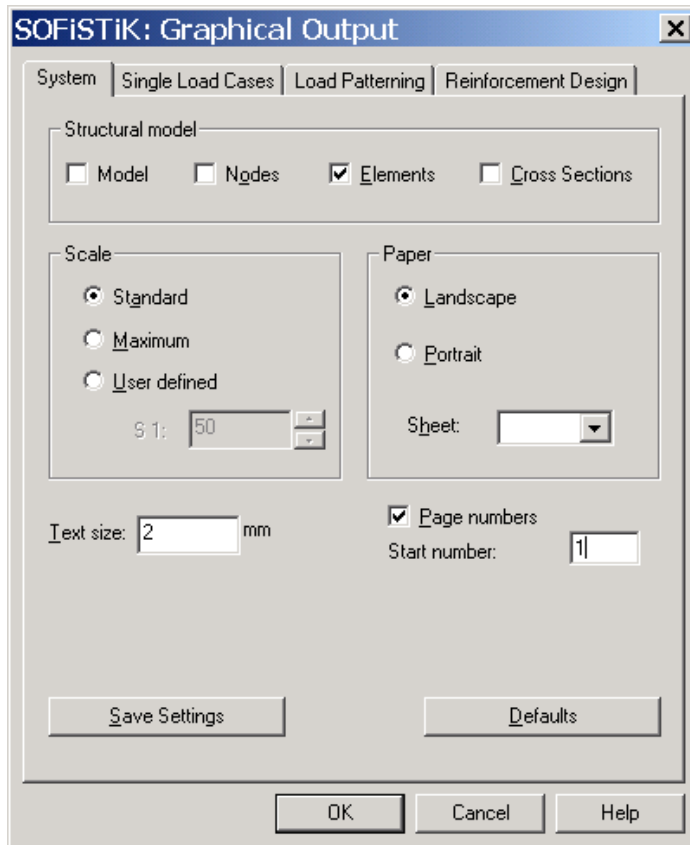 SOFiSTiK: Graphical Output
System Single Load Cases Load Patterning Reinforcement Design
Structural model
Model Nodes Elements Cross Sections
Scale
Standard
Maximum
User defined
S 1: 50
Paper
Landscape
Portrait
Sheet:
Text size: 2 mm
Page numbers
Start number: 1
Save Settings Defaults
OK Cancel Help